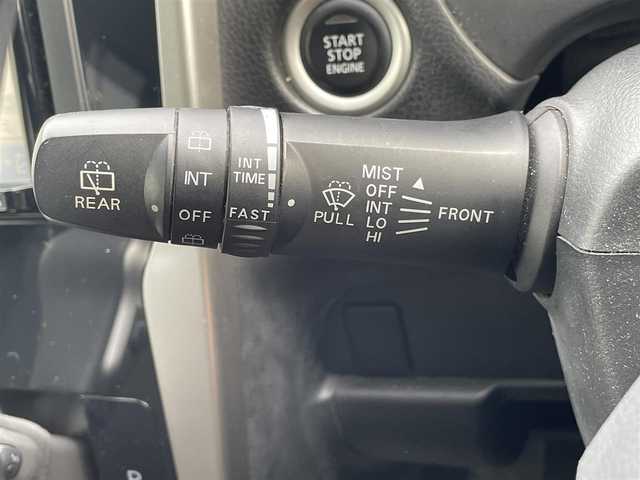 START
STOP
ENGINE
REAR
INT
OFF
INT
TIME
FAST
PULL
MIST
OFF
INT
LO
HI
FRONT
P